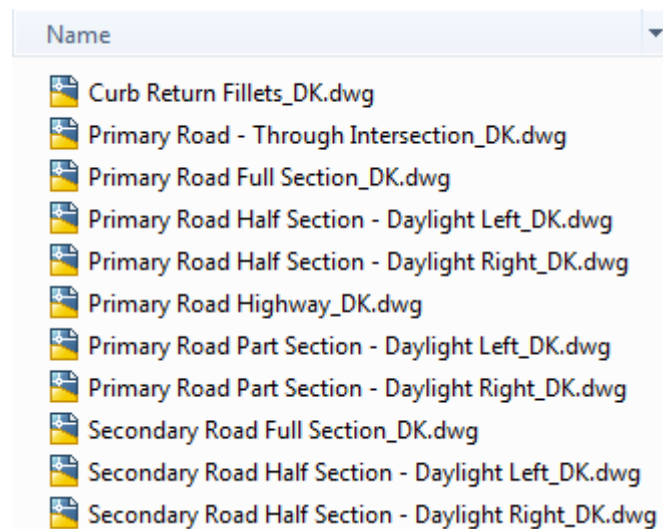 Name
Curb Return Fillets_DK.dwg
Primary Road - Through Intersection_DK.dwg
Primary Road Full Section_DK.dwg
Primary Road Half Section - Daylight Left_DK.dwg
Primary Road Half Section - Daylight Right_DK.dwg
Primary Road Highway_DK.dwg
Primary Road Part Section - Daylight Left_DK.dwg
Primary Road Part Section - Daylight Right_DK.dwg
Secondary Road Full Section_DK.dwg
Secondary Road Half Section - Daylight Left_DK.dwg
Secondary Road Half Section - Daylight Right_DK.dwg